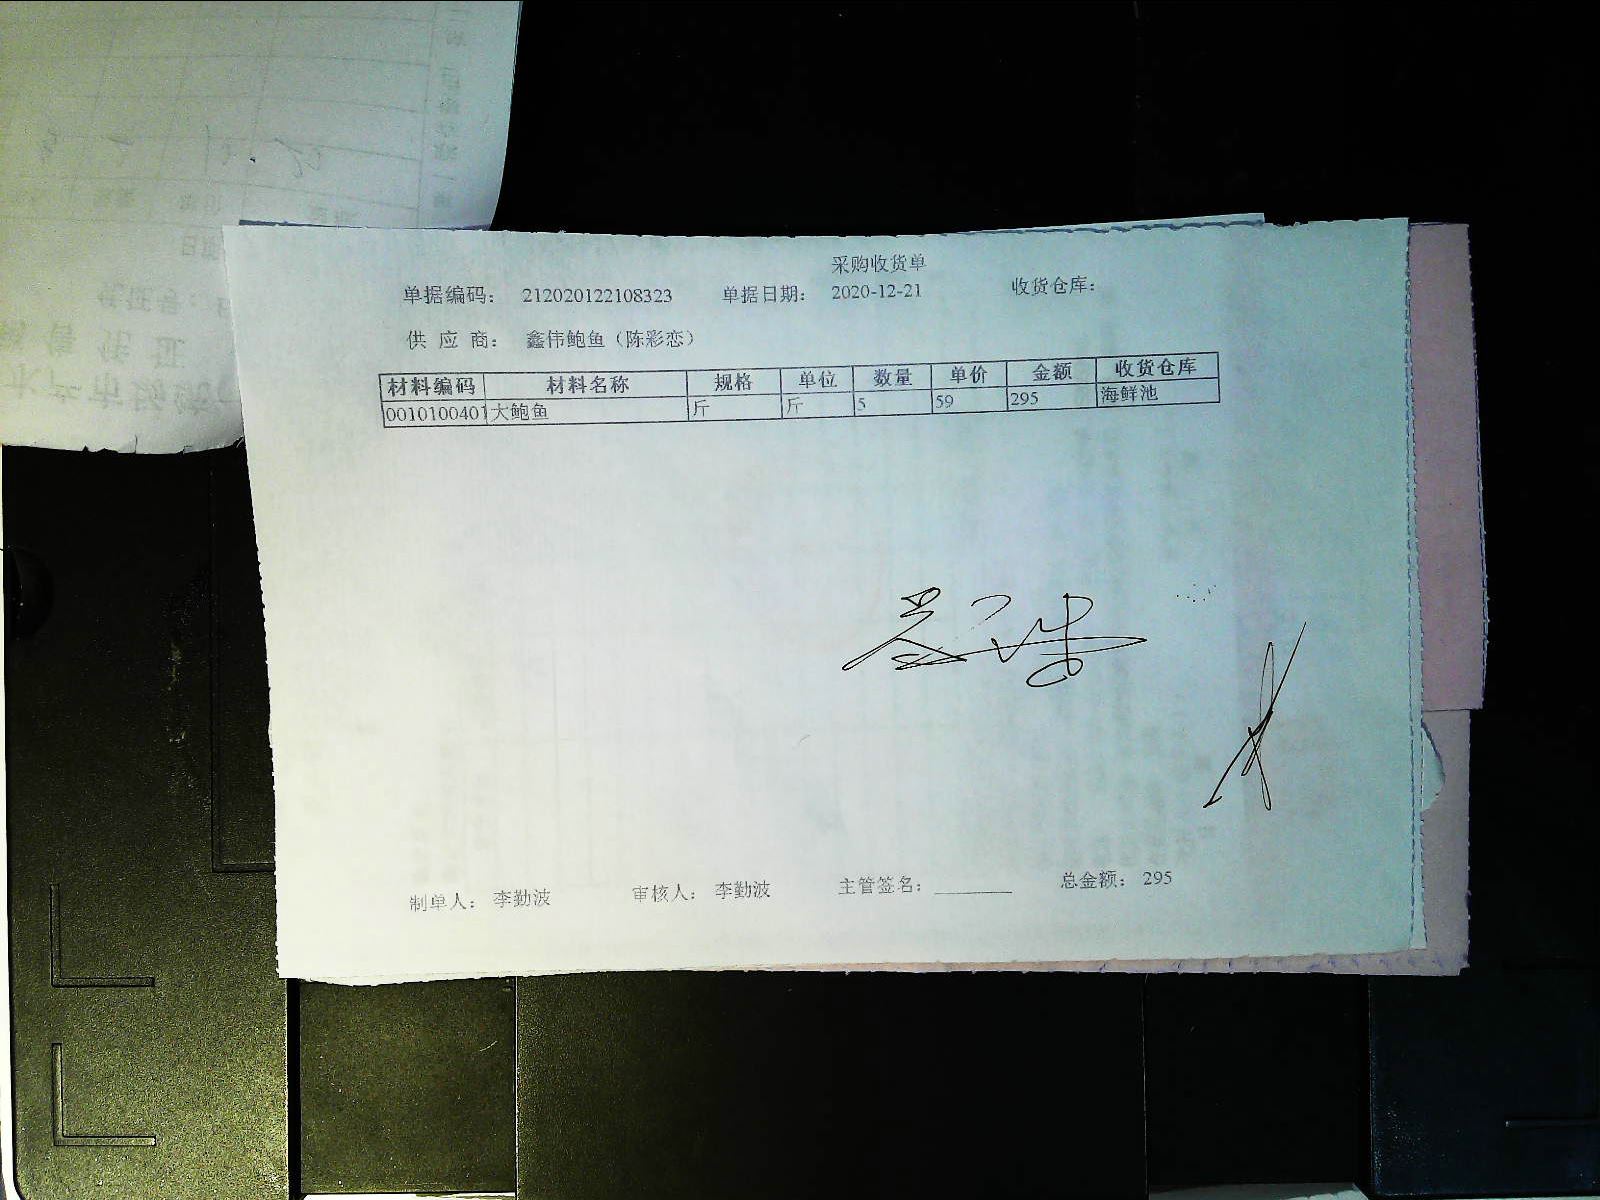 采购收货单
单据编码: 212020122108323 单据日期: 2020-12-21 收货仓库:
供 应 商: 鑫伟鲍鱼（陈彩恋）
材料编码 材料名称 规格 单位 数量 单价 金额 收货仓库
0010100401 大鲍鱼 斤 斤 5 59 295 海鲜池
制单人: 李勤波 审核人: 李勤波 主管签名: ________ 总金额: 295